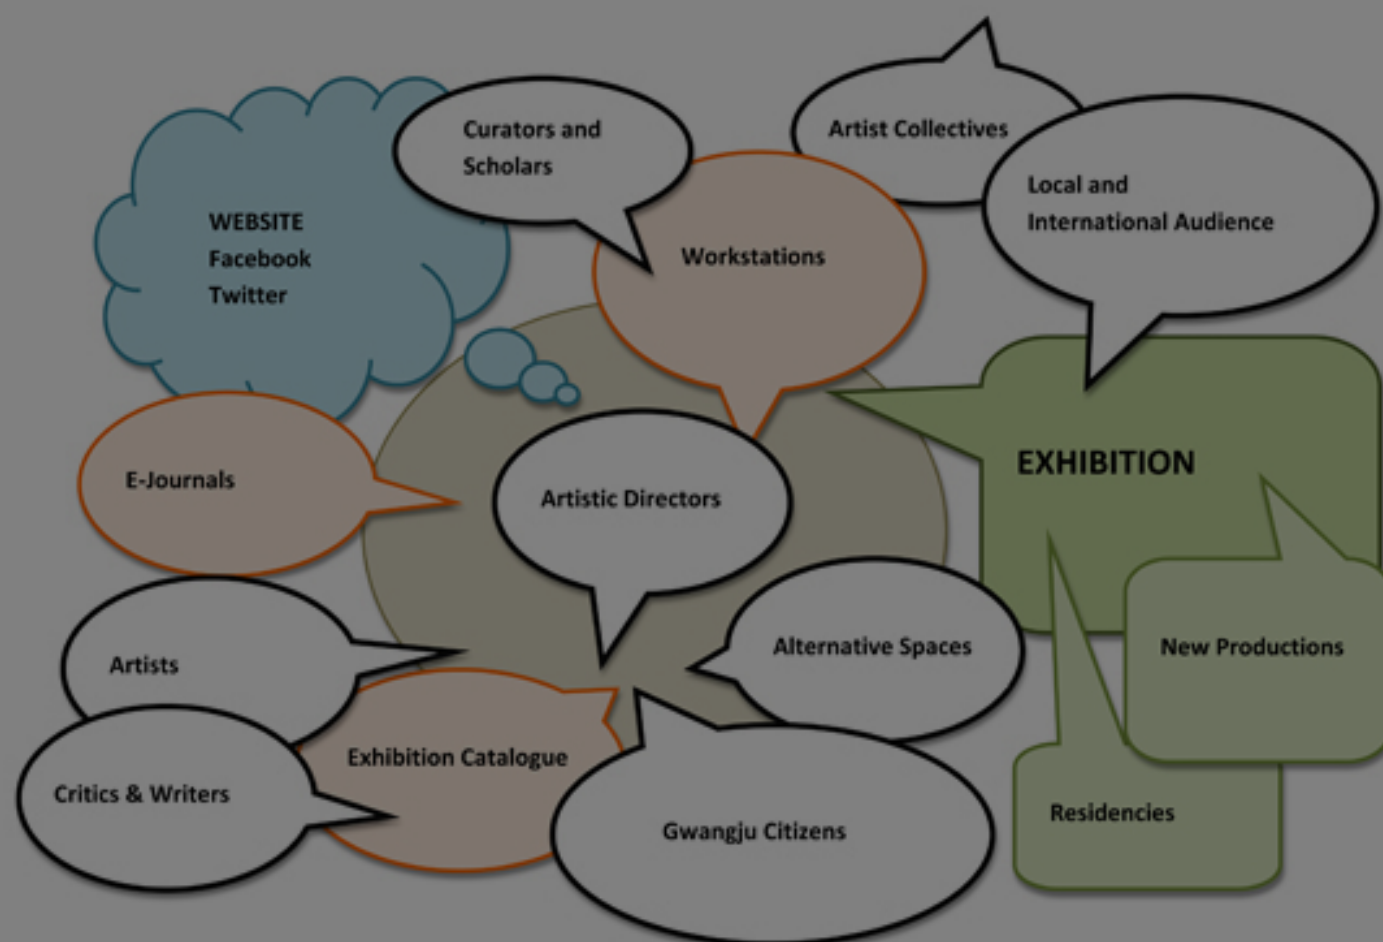 Curators and
Scholars
Artist Collectives
Local and
International Audience
WEBSITE
Facebook
Twitter
Workstations
E-Journals
Artistic Directors
EXHIBITION
Artists
Alternative Spaces
New Productions
Critics & Writers
Exhibition Catalogue
Gwangju Citizens
Residencies